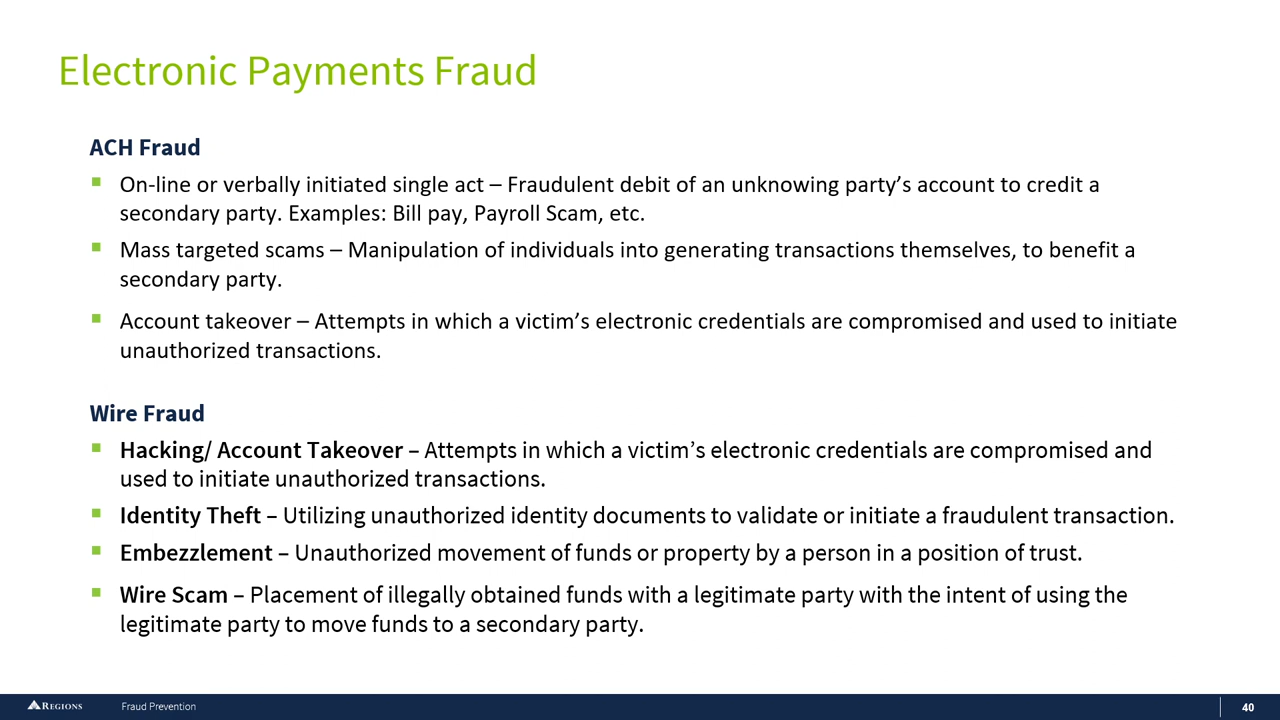 Electronic Payments Fraud
ACH Fraud
On-line or verbally initiated single act – Fraudulent debit of an unknowing party’s account to credit a
secondary party. Examples: Bill pay, Payroll Scam, etc.
Mass targeted scams – Manipulation of individuals into generating transactions themselves, to benefit a
secondary party.
Account takeover – Attempts in which a victim’s electronic credentials are compromised and used to initiate
unauthorized transactions.
Wire Fraud
Hacking/ Account Takeover – Attempts in which a victim’s electronic credentials are compromised and
used to initiate unauthorized transactions.
Identity Theft – Utilizing unauthorized identity documents to validate or initiate a fraudulent transaction.
Embezzlement – Unauthorized movement of funds or property by a person in a position of trust.
Wire Scam – Placement of illegally obtained funds with a legitimate party with the intent of using the
legitimate party to move funds to a secondary party.
REGIONS
Fraud Prevention
40